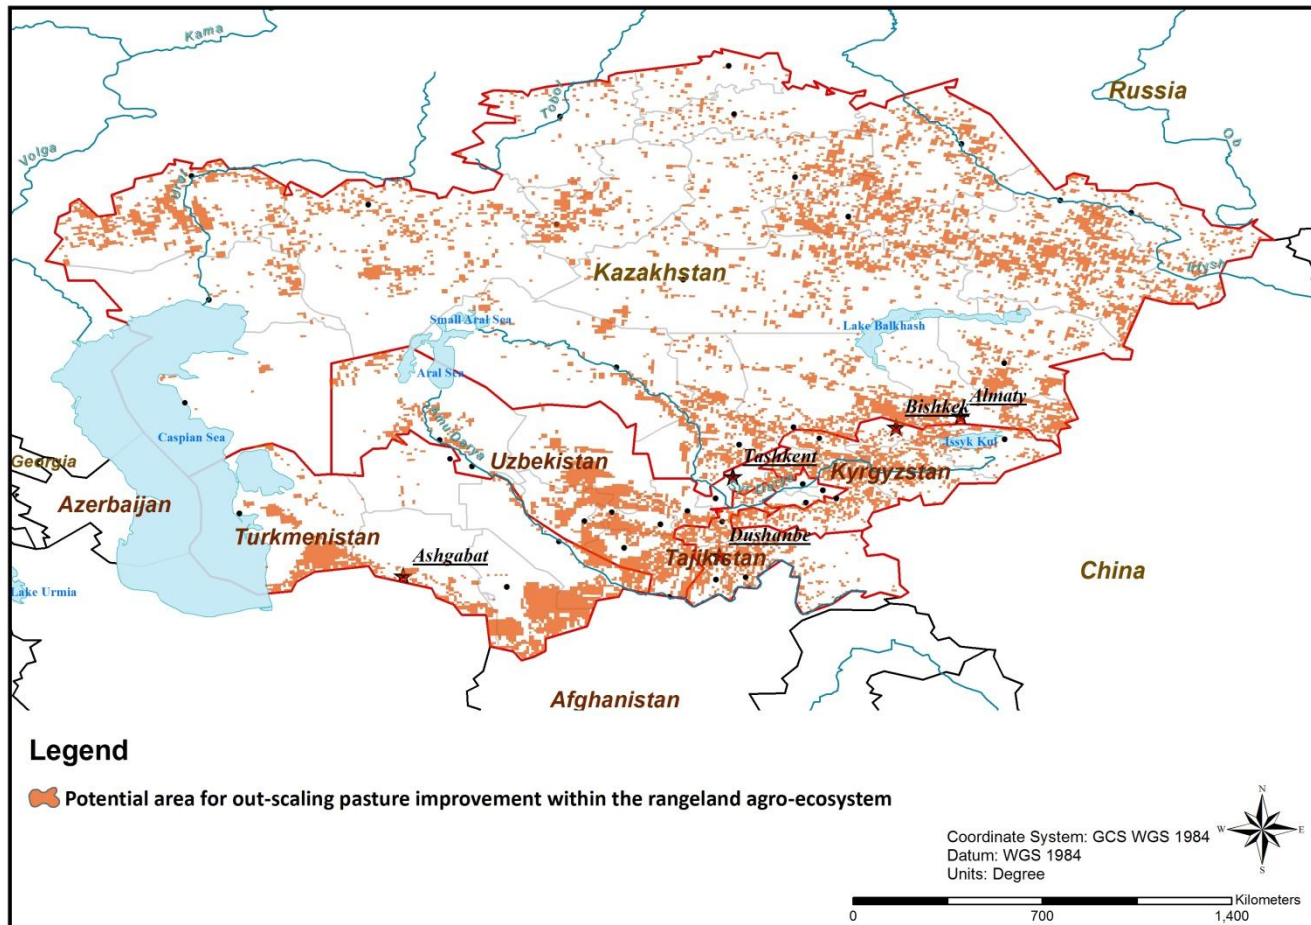 Kama
Russia
Tobol
Ob
Volga
Ural
Kazakhstan
Irtysh
Small Aral Sea
Lake Balkhash
Aral Sea
Almaty
Bishkek
Amu Darya
Caspian Sea
Issyk Kul
Georgia
Uzbekistan
Tashkent
Kyrgyzstan
Azerbaijan
Turkmenistan
Dushanbe
Tajikistan
Ashgabat
China
Lake Urmia
Afghanistan
Legend
Potential area for out-scaling pasture improvement within the rangeland agro-ecosystem
N
W E
S
Coordinate System: GCS WGS 1984
Datum: WGS 1984
Units: Degree
Kilometers
0 700 1,400